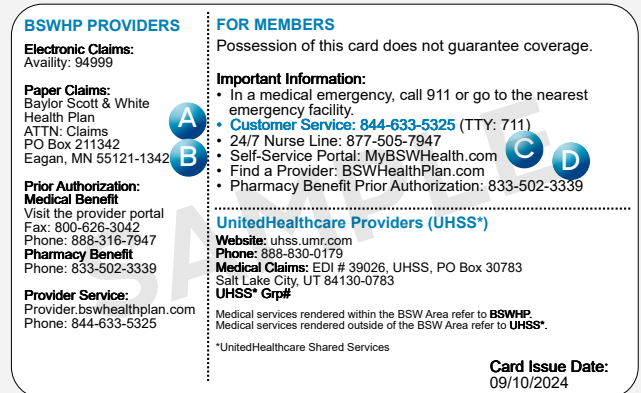 BSWHP PROVIDERS
Electronic Claims:
Availity: 94999
Paper Claims:
Baylor Scott & White
Health Plan
ATTN: Claims
PO Box 211342
Eagan, MN 55121-1342
A
B
Prior Authorization:
Medical Benefit
Visit the provider portal
Fax: 800-626-3042
Phone: 888-316-7947
Pharmacy Benefit
Phone: 833-502-3339
Provider Service:
Provider.bswhealthplan.com
Phone: 844-633-5325
FOR MEMBERS
Possession of this card does not guarantee coverage.
Important Information:
• In a medical emergency, call 911 or go to the nearest
emergency facility.
• Customer Service: 844-633-5325 (TTY: 711)
• 24/7 Nurse Line: 877-505-7947
• Self-Service Portal: MyBSWHealth.com
• Find a Provider: BSWHealthPlan.com
• Pharmacy Benefit Prior Authorization: 833-502-3339
C
D
UnitedHealthcare Providers (UHSS*)
Website: uhss.umr.com
Phone: 888-830-0179
Medical Claims: EDI # 39026, UHSS, PO Box 30783
Salt Lake City, UT 84130-0783
UHSS* Grp#
Medical services rendered within the BSW Area refer to BSWHP.
Medical services rendered outside of the BSW Area refer to UHSS*.
*UnitedHealthcare Shared Services
Card Issue Date:
09/10/2024
SAMPLE